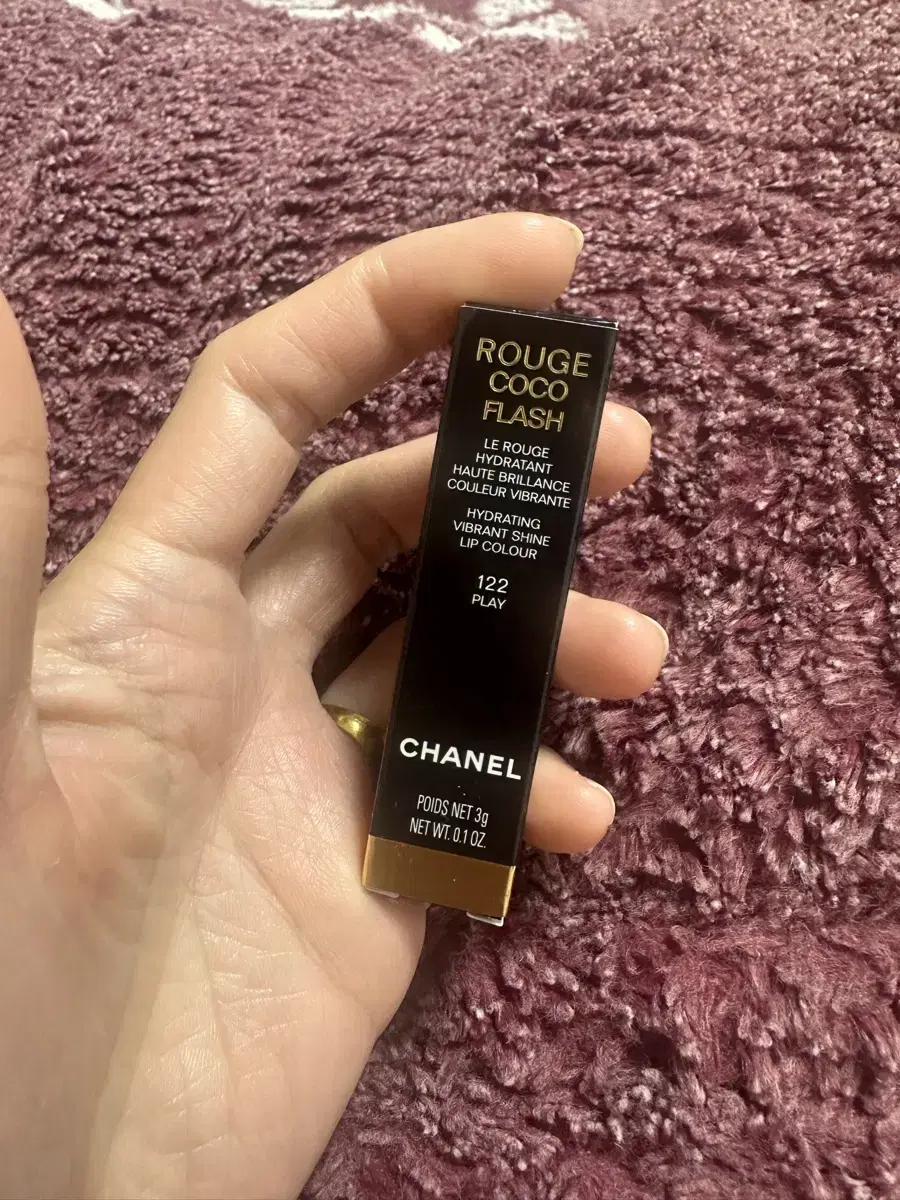 ROUGE
COCO
FLASH
LE ROUGE
HYDRATANT
HAUTE BRILLANCE
COULEUR VIBRANTE
HYDRATING
VIBRANT SHINE
LIP COLOUR
122
PLAY
CHANEL
POIDS NET 3g
NET WT. 0.1 OZ.